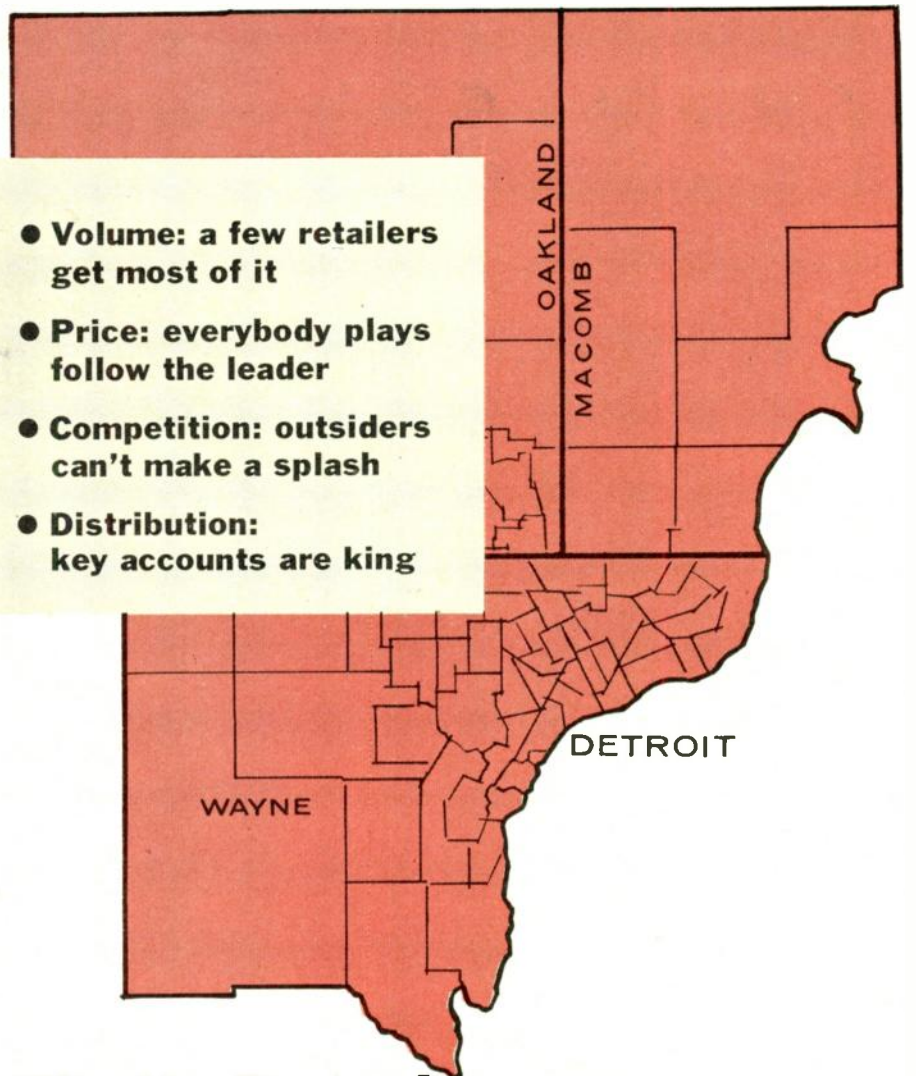 ● Volume: a few retailers
get most of it
● Price: everybody plays
follow the leader
● Competition: outsiders
can't make a splash
● Distribution:
key accounts are king
OAKLAND
MACOMB
DETROIT
WAYNE